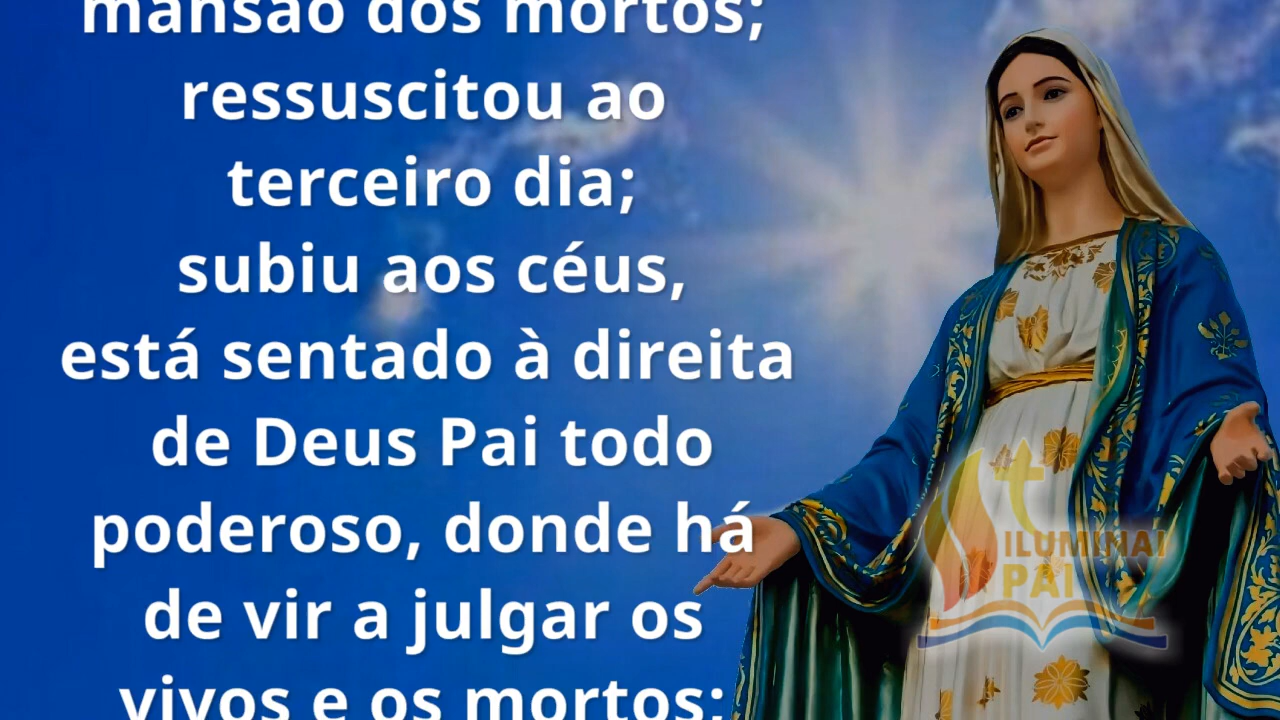 mansão dos mortos;
ressuscitou ao
terceiro dia;
subiu aos céus,
está sentado à direita
de Deus Pai todo
poderoso, donde há
de vir a julgar os
vivos e os mortos;
ILUMINAI
PAI